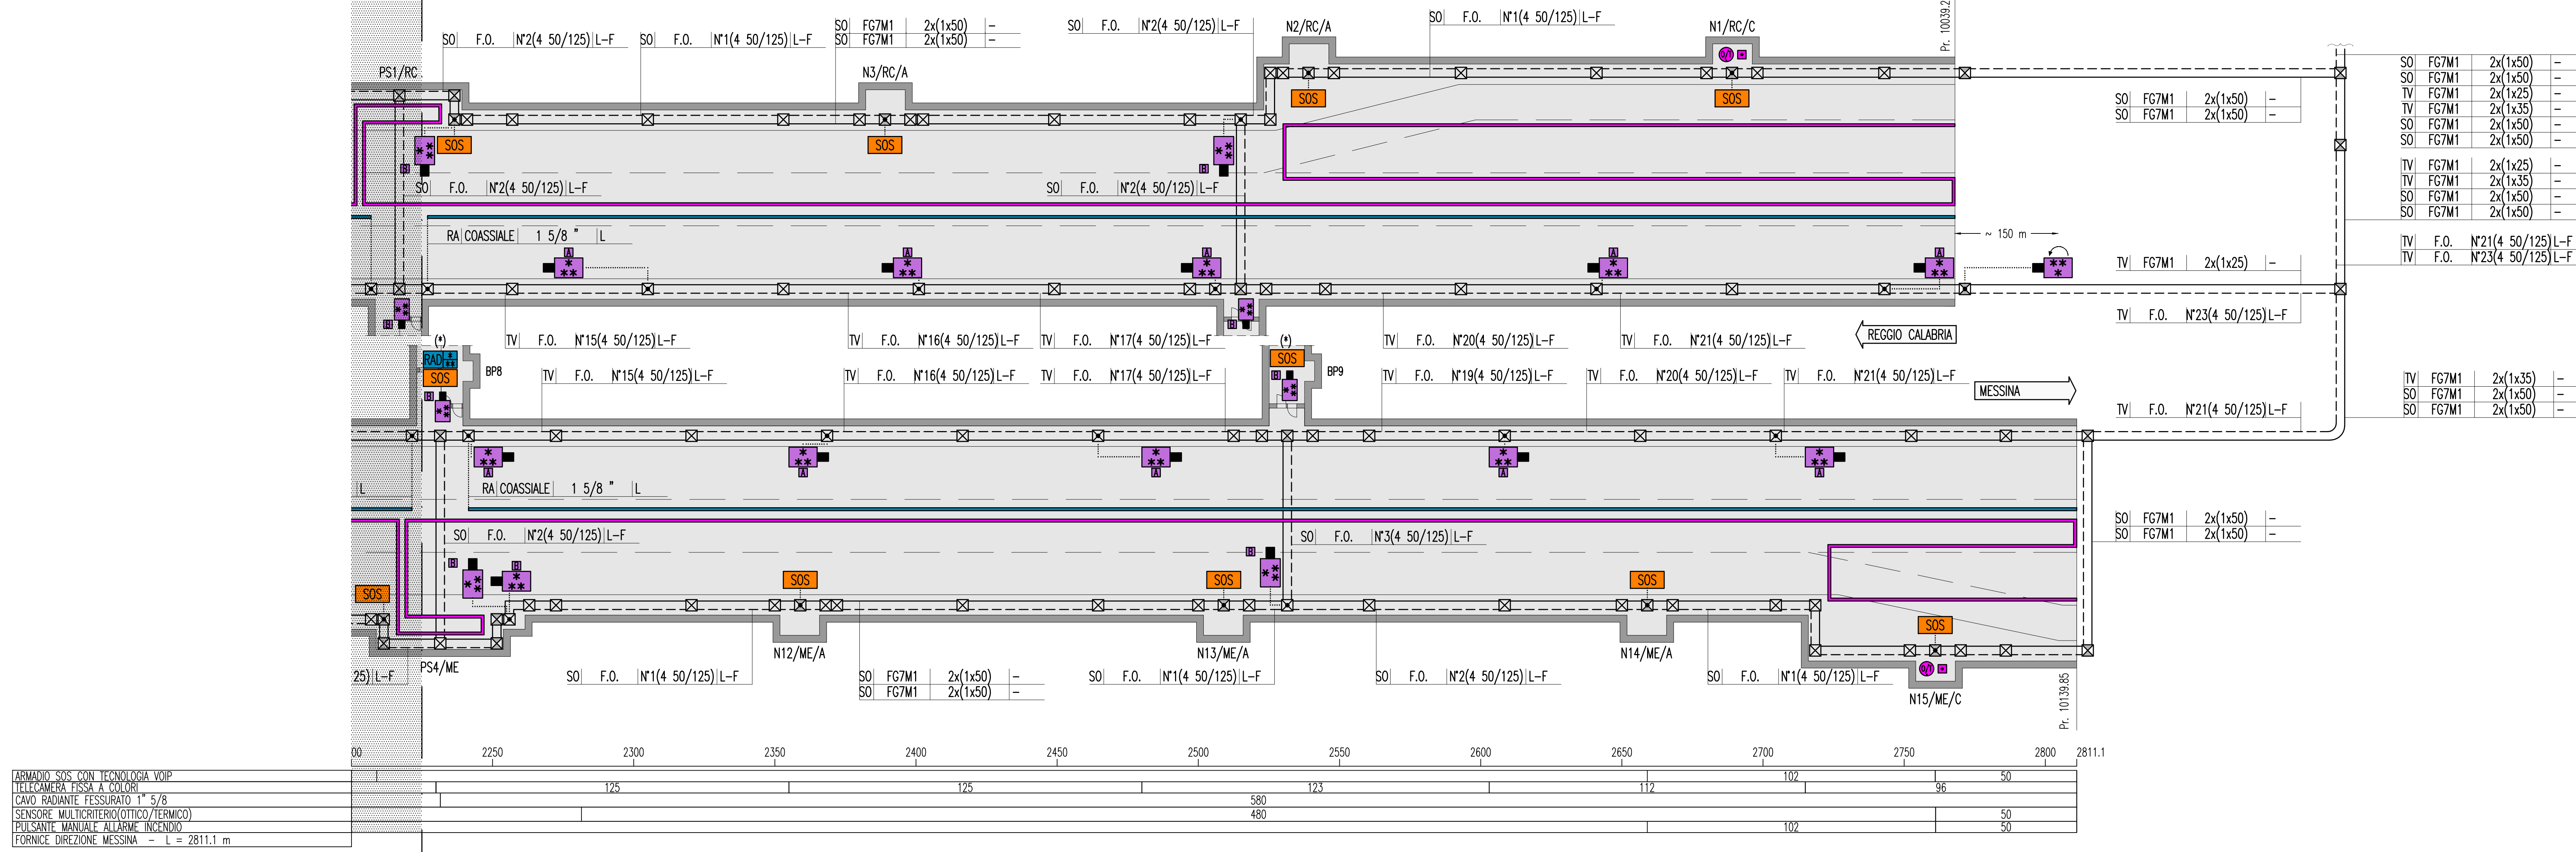 Pr. 10039.2
SO F.O. N°2(4 50/125) L-F
SO F.O. N°1(4 50/125) L-F
SO FG7M1 2x(1x50) -
SO FG7M1 2x(1x50) -
SO F.O. N°2(4 50/125) L-F
N2/RC/A
SO F.O. N°1(4 50/125) L-F
N1/RC/C
O/T
PS1/RC
N3/RC/A
SOS
SOS
SOS
SOS
SO FG7M1 2x(1x50) -
SO FG7M1 2x(1x50) -
SO FG7M1 2x(1x50) -
SO FG7M1 2x(1x50) -
TV FG7M1 2x(1x25) -
TV FG7M1 2x(1x35) -
SO FG7M1 2x(1x50) -
SO FG7M1 2x(1x50) -
TV FG7M1 2x(1x25) -
TV FG7M1 2x(1x35) -
SO FG7M1 2x(1x50) -
SO FG7M1 2x(1x50) -
TV F.O. N°21(4 50/125) L-F
TV F.O. N°23(4 50/125) L-F
** *
** *
B
B
SO F.O. N°2(4 50/125) L-F
SO F.O. N°2(4 50/125) L-F
RA COASSIALE 1 5/8 " L
~ 150 m
A
A
A
A
A
* **
* **
* **
* **
* **
** *
TV FG7M1 2x(1x25) -
TV F.O. N°23(4 50/125) L-F
B
B
TV F.O. N°15(4 50/125) L-F
TV F.O. N°16(4 50/125) L-F
TV F.O. N°17(4 50/125) L-F
TV F.O. N°20(4 50/125) L-F
TV F.O. N°21(4 50/125) L-F
REGGIO CALABRIA
(*)
RAD * **
SOS
BP8
(*)
SOS
BP9
B
B
TV F.O. N°15(4 50/125) L-F
TV F.O. N°16(4 50/125) L-F
TV F.O. N°17(4 50/125) L-F
TV F.O. N°19(4 50/125) L-F
TV F.O. N°20(4 50/125) L-F
TV F.O. N°21(4 50/125) L-F
MESSINA
TV F.O. N°21(4 50/125) L-F
TV FG7M1 2x(1x35) -
SO FG7M1 2x(1x50) -
SO FG7M1 2x(1x50) -
* **
* **
* **
* **
* **
A
A
A
A
A
L
RA COASSIALE 1 5/8 " L
SO F.O. N°2(4 50/125) L-F
SO F.O. N°3(4 50/125) L-F
SO FG7M1 2x(1x50) -
SO FG7M1 2x(1x50) -
B
B
B
SOS
SOS
SOS
SOS
SOS
O/T
25) L-F
PS4/ME
N12/ME/A
N13/ME/A
N14/ME/A
N15/ME/C
SO F.O. N°1(4 50/125) L-F
SO FG7M1 2x(1x50) -
SO FG7M1 2x(1x50) -
SO F.O. N°1(4 50/125) L-F
SO F.O. N°2(4 50/125) L-F
SO F.O. N°1(4 50/125) L-F
Pr. 10139.85
00 2250 2300 2350 2400 2450 2500 2550 2600 2650 2700 2750 2800 2811.1
ARMADIO SOS CON TECNOLOGIA VOIP 102 50
TELECAMERA FISSA A COLORI 125 125 123 112 96
CAVO RADIANTE FESSURATO 1" 5/8 580
SENSORE MULTICRITERIO(OTTICO/TERMICO) 480 50
PULSANTE MANUALE ALLARME INCENDIO 102 50
FORNICE DIREZIONE MESSINA - L = 2811.1 m